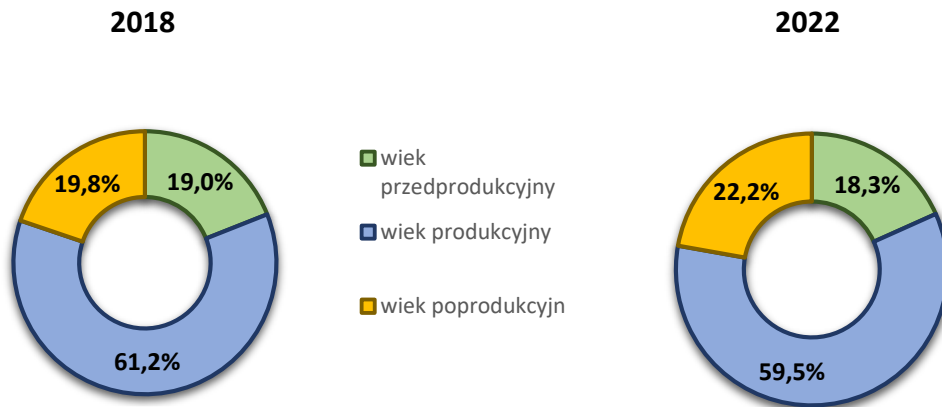 2018
2022
19,8%
19,0%
61,2%
wiek
przedprodukcyjny
wiek produkcyjny
wiek poprodukcyjn
22,2%
18,3%
59,5%